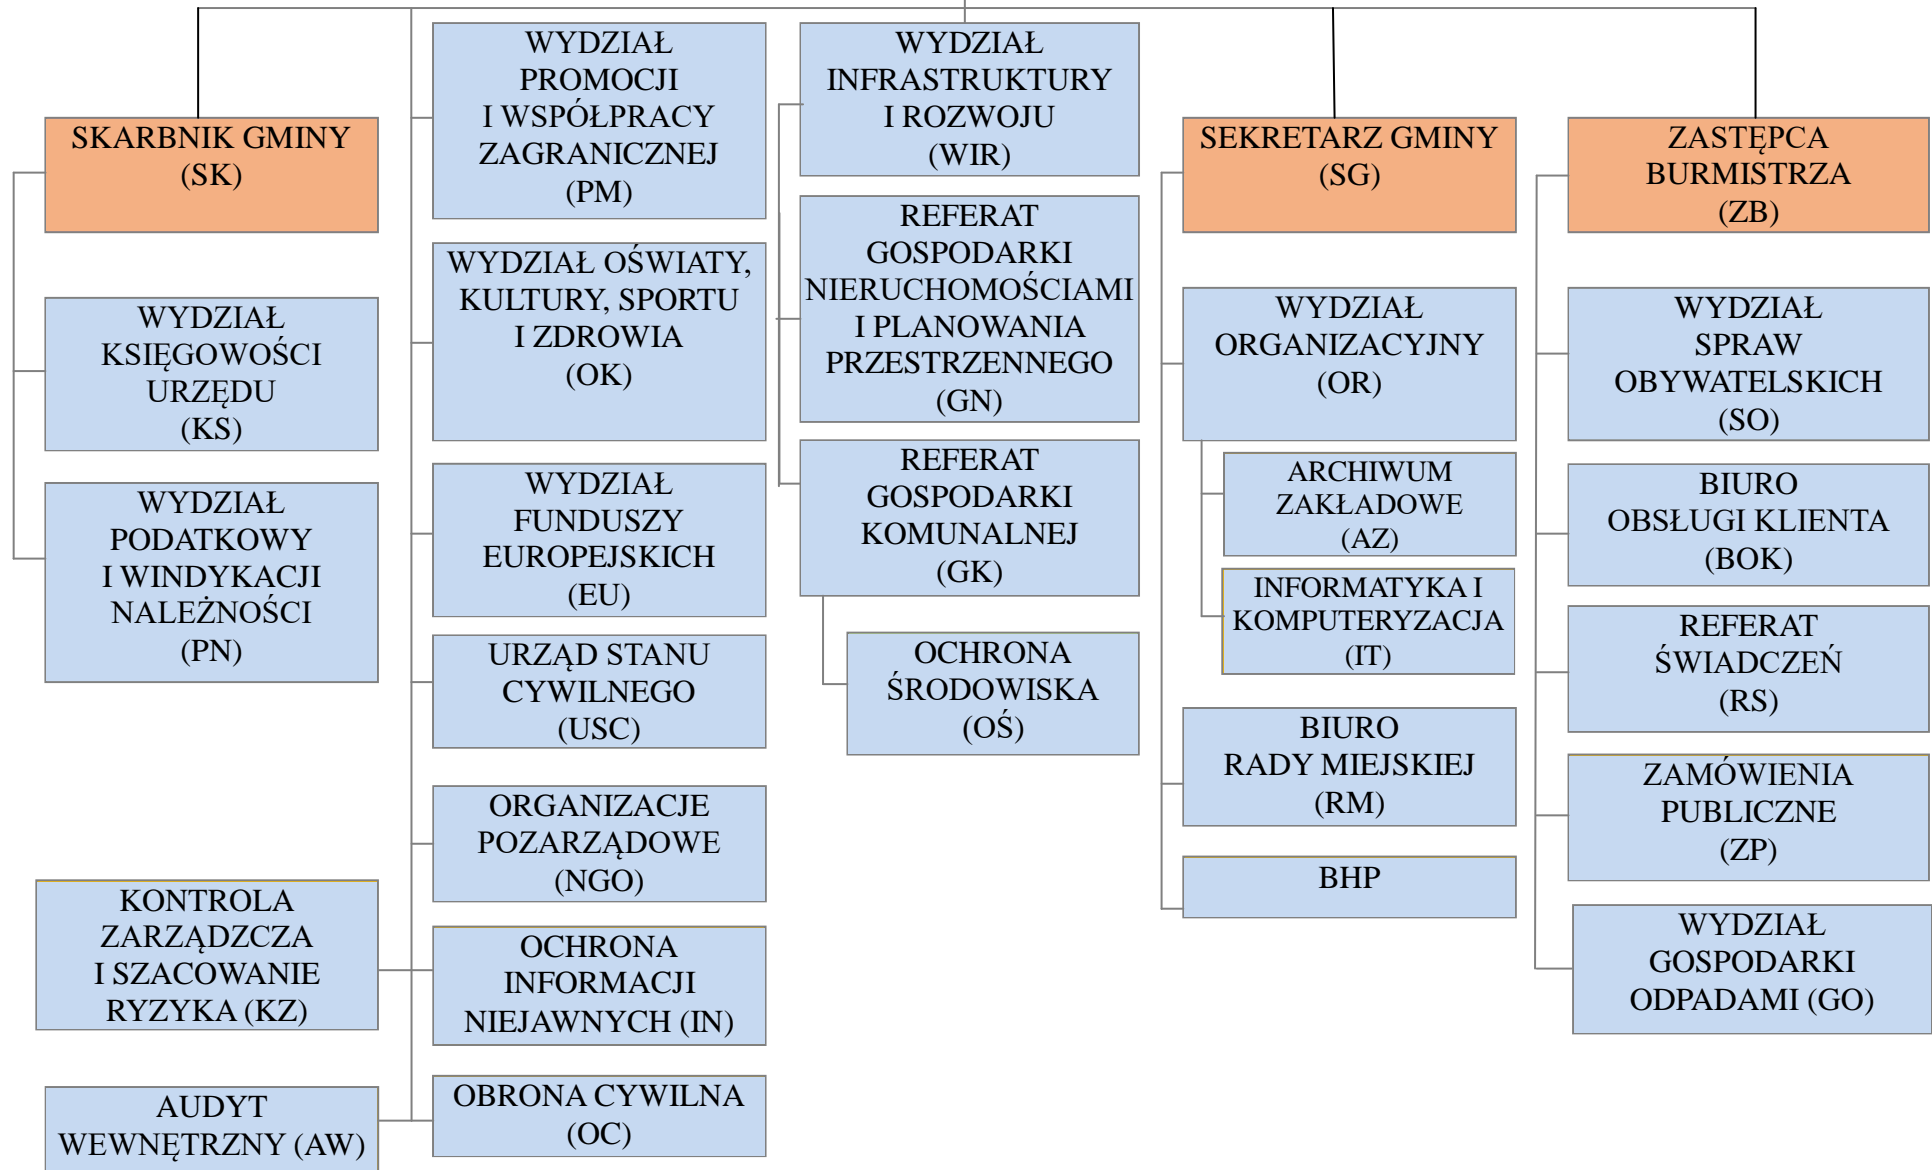 SKARBNIK GMINY
(SK)
WYDZIAŁ
KSIĘGOWOŚCI
URZĘDU
(KS)
WYDZIAŁ
PODATKOWY
I WINDYKACJI
NALEŻNOŚCI
(PN)
KONTROLA
ZARZĄDZCZA
I SZACOWANIE
RYZYKA (KZ)
AUDYT
WEWNĘTRZNY (AW)
WYDZIAŁ
PROMOCJI
I WSPÓŁPRACY
ZAGRANICZNEJ
(PM)
WYDZIAŁ OŚWIATY,
KULTURY, SPORTU
I ZDROWIA
(OK)
WYDZIAŁ
FUNDUSZY
EUROPEJSKICH
(EU)
URZĄD STANU
CYWILNEGO
(USC)
ORGANIZACJE
POZARZĄDOWE
(NGO)
OCHRONA
INFORMACJI
NIEJAWNYCH (IN)
OBRONA CYWILNA
(OC)
WYDZIAŁ
INFRASTRUKTURY
I ROZWOJU
(WIR)
REFERAT
GOSPODARKI
NIERUCHOMOŚCIAMI
I PLANOWANIA
PRZESTRZENNEGO
(GN)
REFERAT
GOSPODARKI
KOMUNALNEJ
(GK)
OCHRONA
ŚRODOWISKA
(OŚ)
SEKRETARZ GMINY
(SG)
WYDZIAŁ
ORGANIZACYJNY
(OR)
ARCHIWUM
ZAKŁADOWE
(AZ)
INFORMATYKA I
KOMPUTERYZACJA
(IT)
BIURO
RADY MIEJSKIEJ
(RM)
BHP
ZASTĘPCA
BURMISTRZA
(ZB)
WYDZIAŁ
SPRAW
OBYWATELSKICH
(SO)
BIURO
OBSŁUGI KLIENTA
(BOK)
REFERAT
ŚWIADCZEŃ
(RS)
ZAMÓWIENIA
PUBLICZNE
(ZP)
WYDZIAŁ
GOSPODARKI
ODPADAMI (GO)